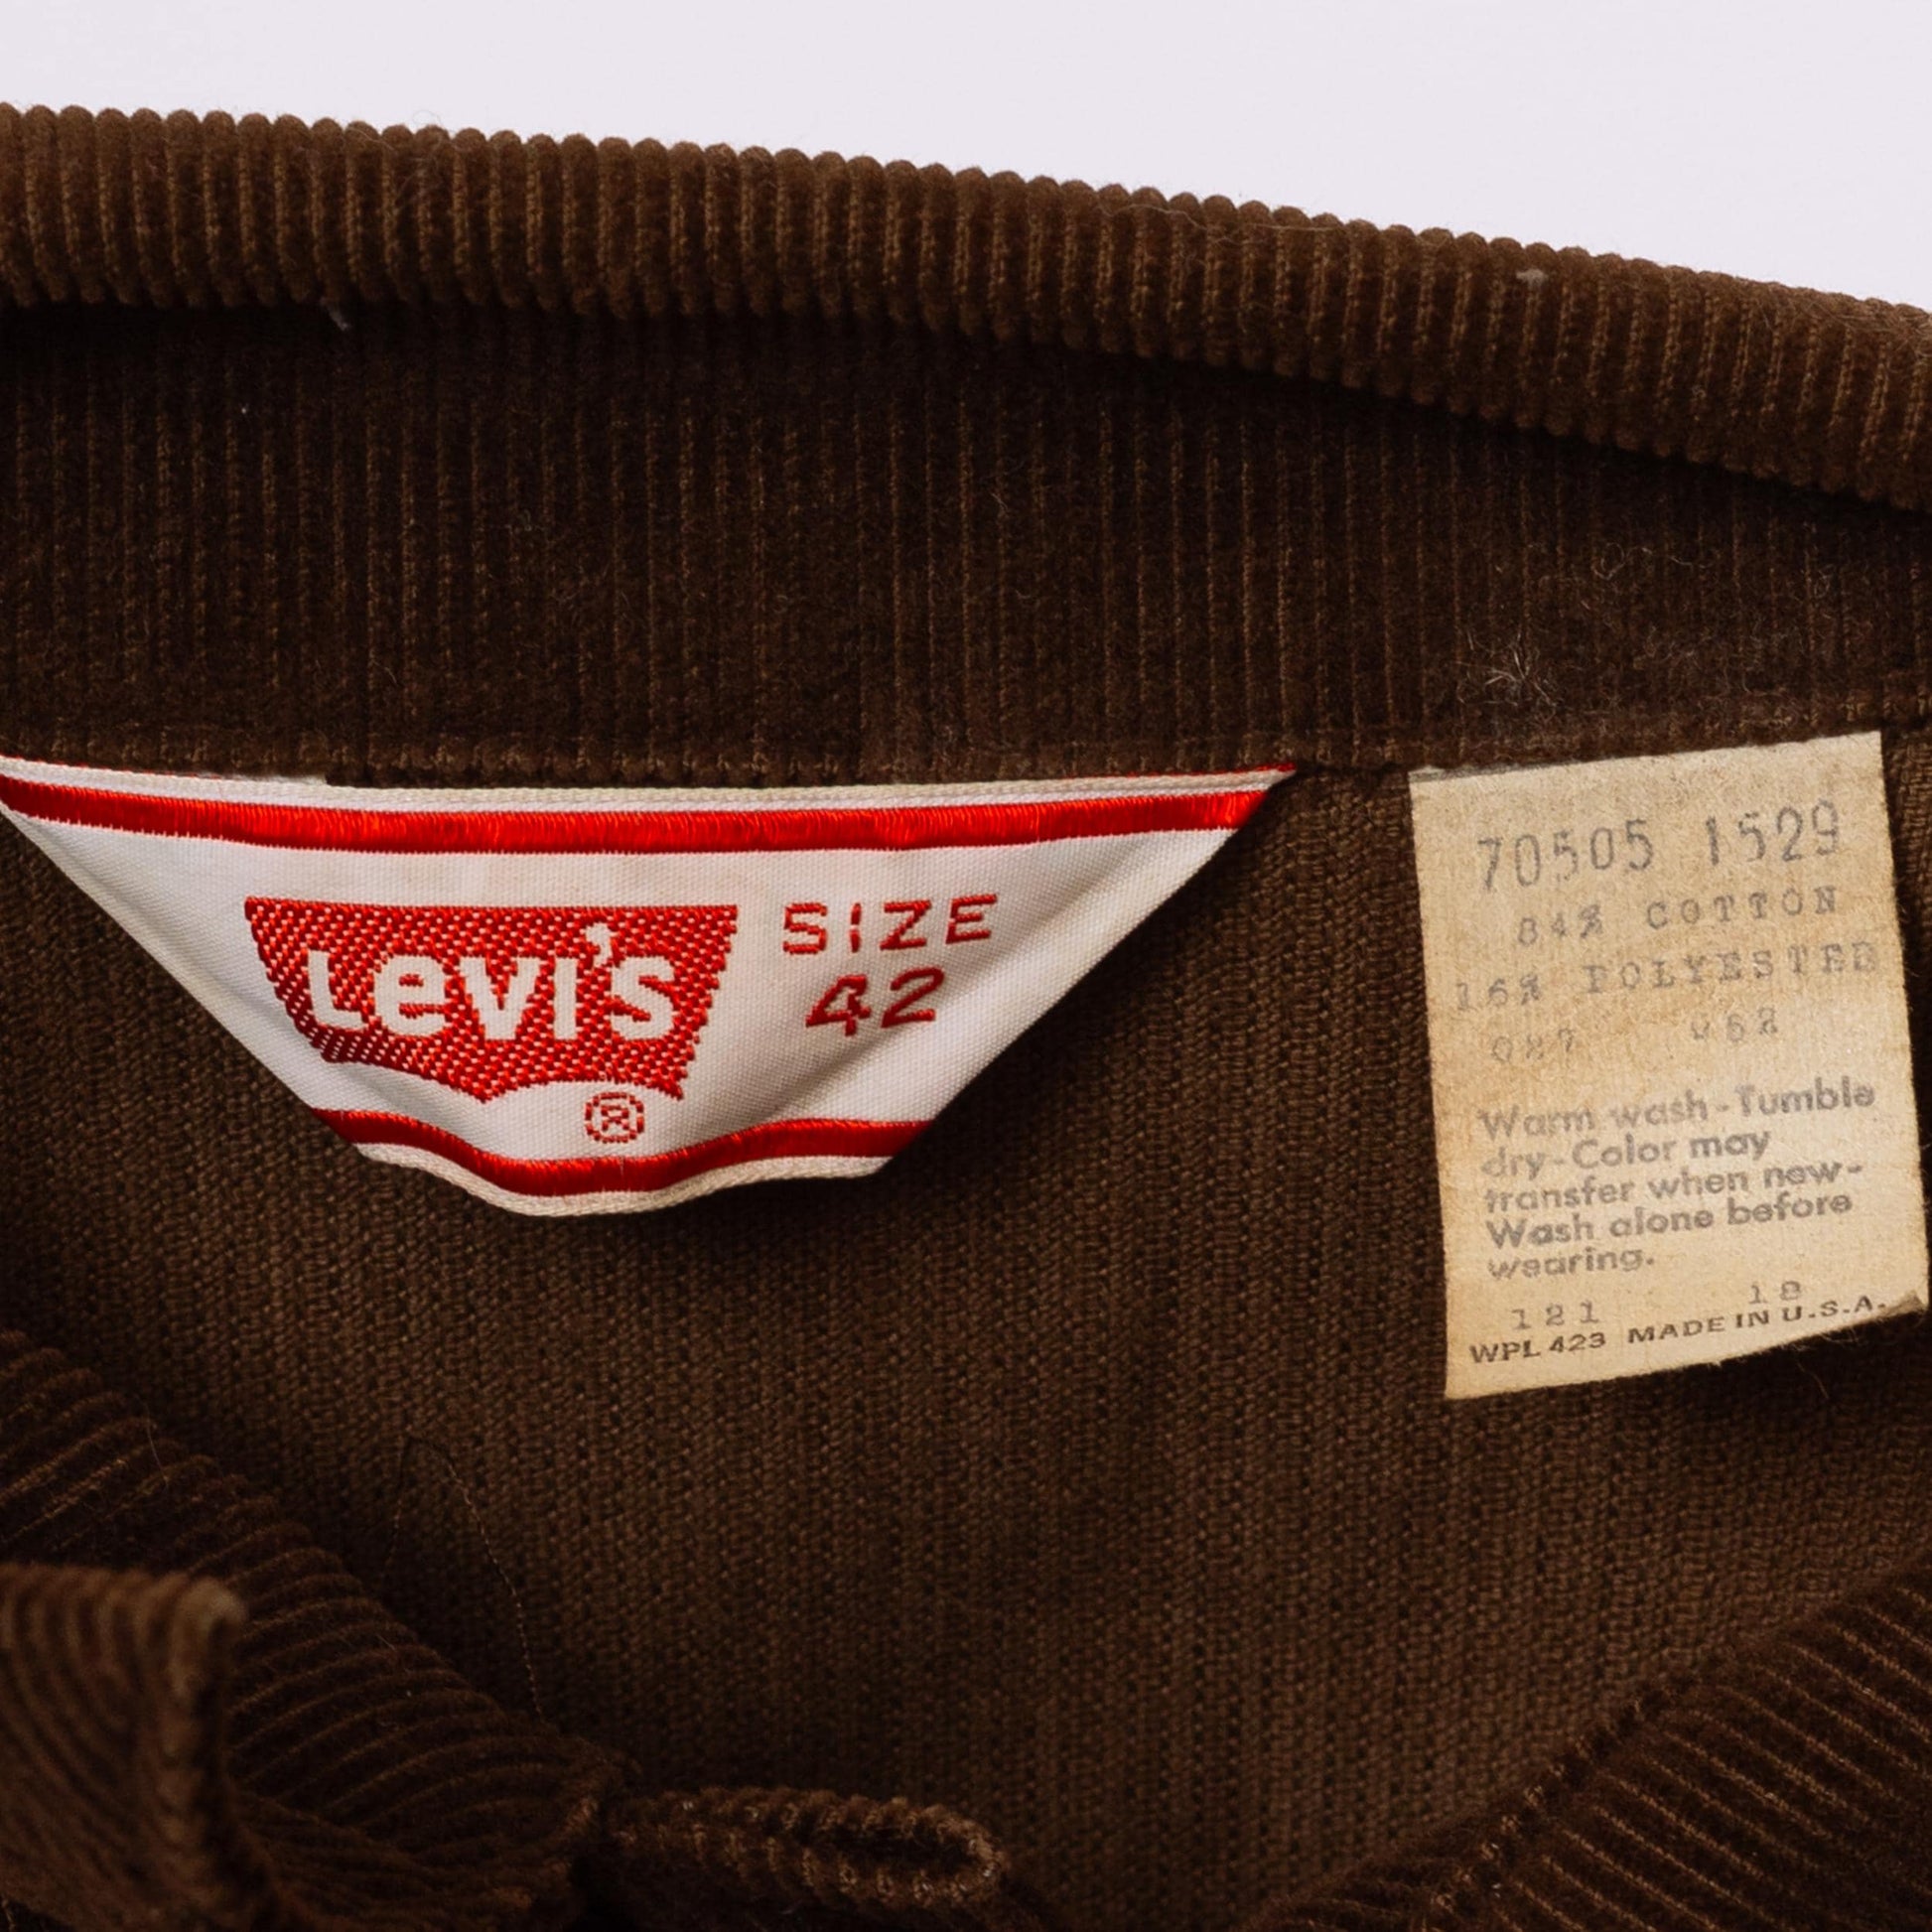 Levi's
®
SIZE
42
70505 1529
84% COTTON
16% POLYESTER
Warm wash-Tumble
dry-Color may
transfer when new-
Wash alone before
wearing.
121 18
WPL 423 MADE IN U.S.A.